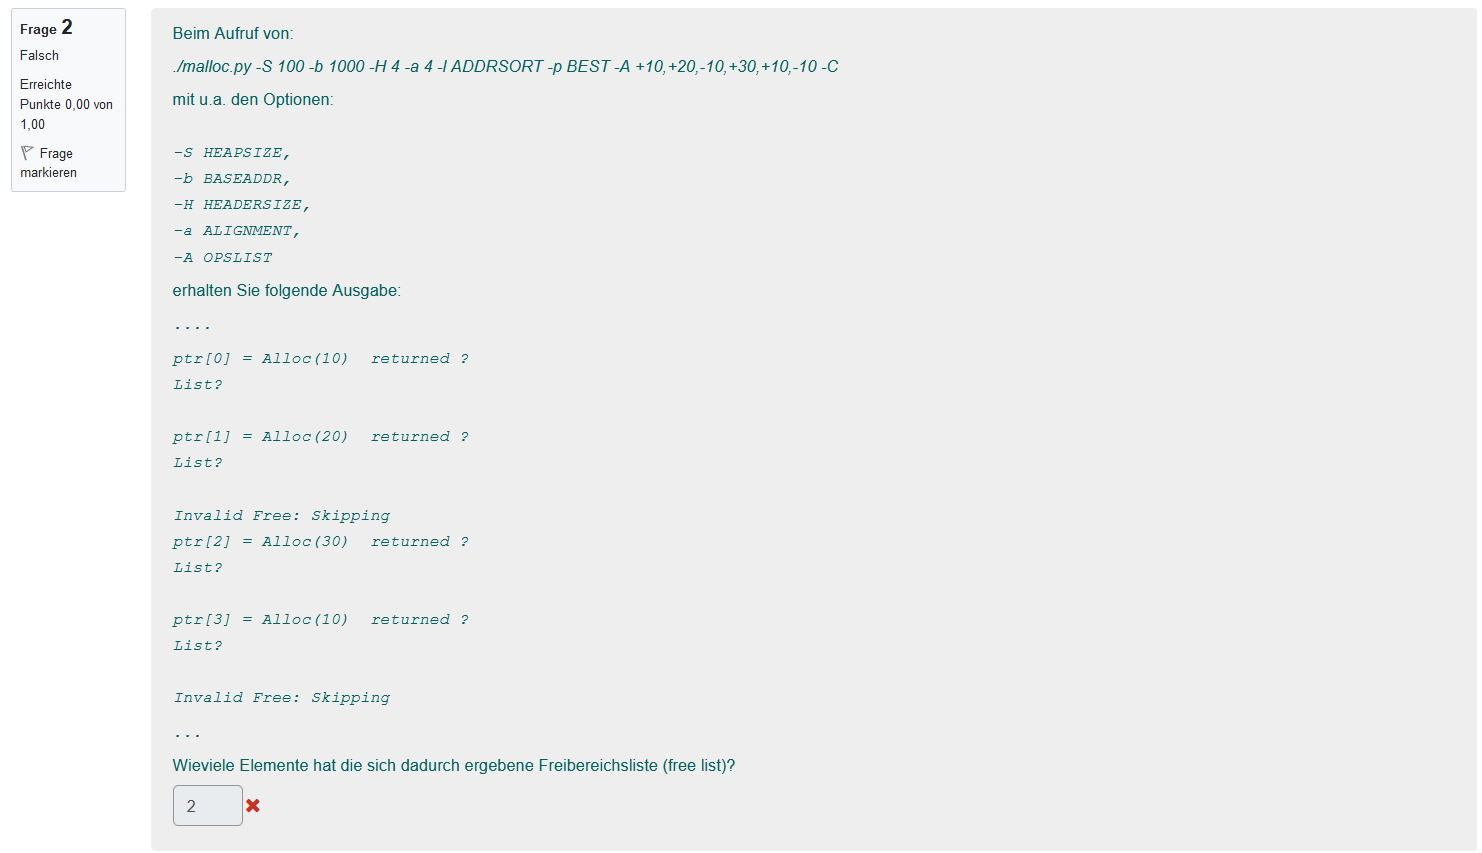 Frage 2
Falsch
Erreichte
Punkte 0,00 von
1,00
Frage
markieren
Beim Aufruf von:
./malloc.py -S 100 -b 1000 -H 4 -a 4 -l ADDRSORT -p BEST -A +10,+20,-10,+30,+10,-10 -C
mit u.a. den Optionen:
-S HEAPSIZE,
-b BASEADDR,
-H HEADERSIZE,
-a ALIGNMENT,
-A OPSLIST
erhalten Sie folgende Ausgabe:
....
ptr[0] = Alloc(10)  returned ?
List?
ptr[1] = Alloc(20)  returned ?
List?
Invalid Free: Skipping
ptr[2] = Alloc(30)  returned ?
List?
ptr[3] = Alloc(10)  returned ?
List?
Invalid Free: Skipping
...
Wieviele Elemente hat die sich dadurch ergebene Freibereichsliste (free list)?
2